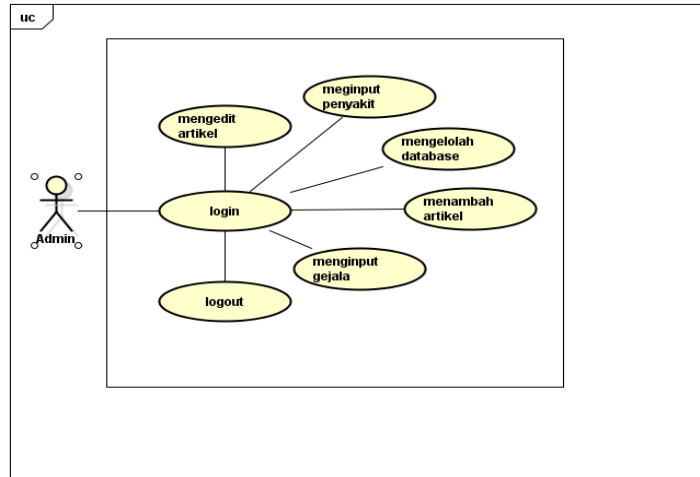 uc
meginput
penyakit
mengedit
artikel
mengelolah
database
login
menambah
artikel
Admin
menginput
gejala
logout